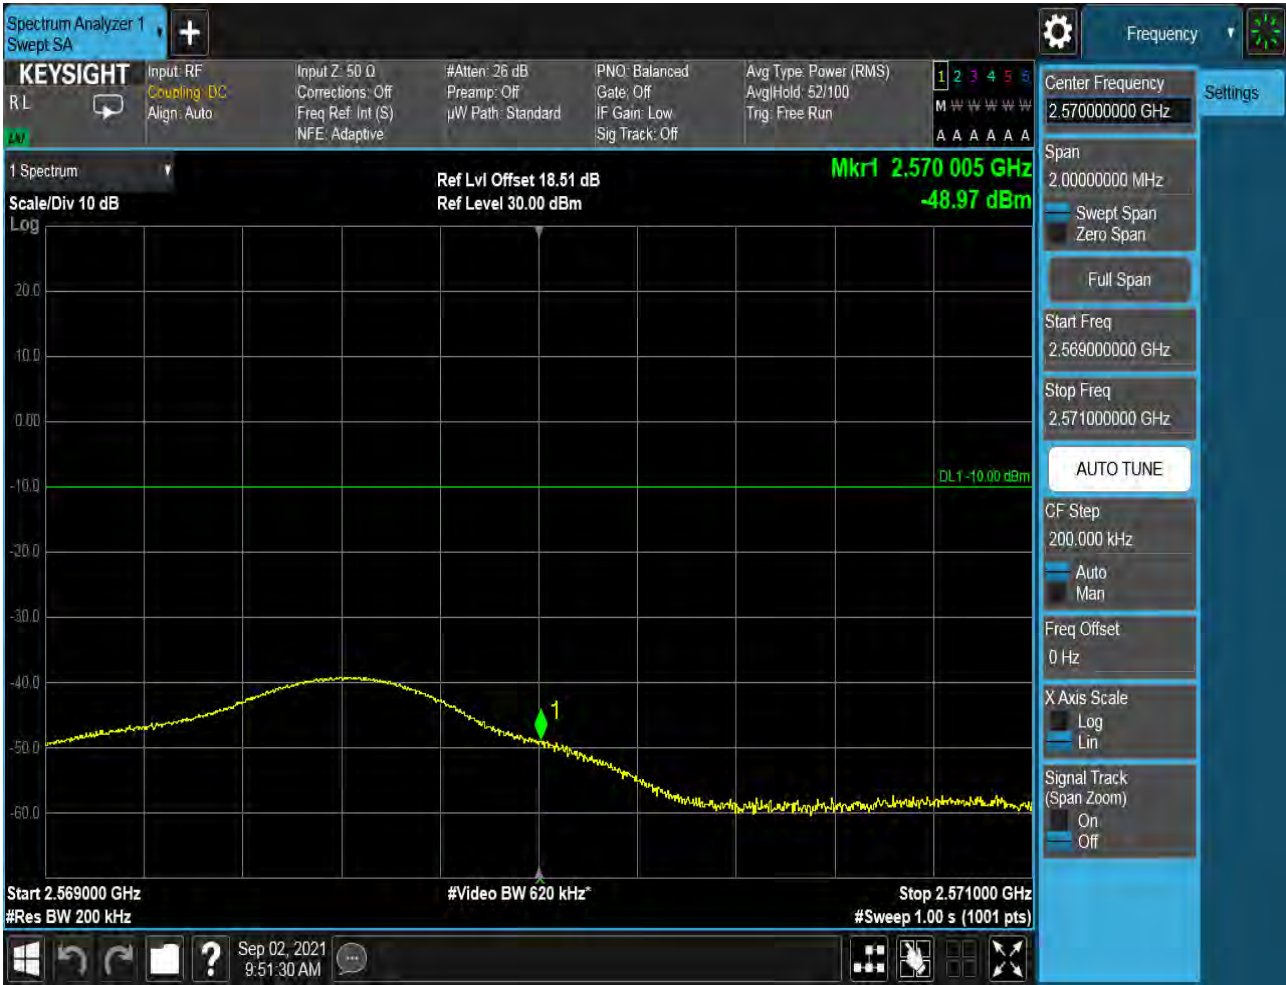 Spectrum Analyzer 1
Swept SA
Frequency
KEYSIGHT
R L
Input: RF
Coupling: DC
Align: Auto
Input Z: 50 Ω
Corrections: Off
Freq Ref: Int (S)
NFE: Adaptive
#Atten: 26 dB
Preamp: Off
µW Path: Standard
PNO: Balanced
Gate: Off
IF Gain: Low
Sig Track: Off
Avg Type: Power (RMS)
Avg|Hold: 52/100
Trig: Free Run
1 2 3 4 5 6
M W W W W W
A A A A A A
1 Spectrum
Scale/Div 10 dB
Log
Ref Lvl Offset 18.51 dB
Ref Level 30.00 dBm
Mkr1 2.570 005 GHz
-48.97 dBm
20.0
10.0
0.00
-10.0
-20.0
-30.0
-40.0
-50.0
-60.0
DL1 -10.00 dBm
1
Start 2.569000 GHz
#Res BW 200 kHz
#Video BW 620 kHz*
Stop 2.571000 GHz
#Sweep 1.00 s (1001 pts)
Sep 02, 2021
9:51:30 AM
Center Frequency
2.570000000 GHz
Settings
Span
2.00000000 MHz
Swept Span
Zero Span
Full Span
Start Freq
2.569000000 GHz
Stop Freq
2.571000000 GHz
AUTO TUNE
CF Step
200.000 kHz
Auto
Man
Freq Offset
0 Hz
X Axis Scale
Log
Lin
Signal Track
(Span Zoom)
On
Off